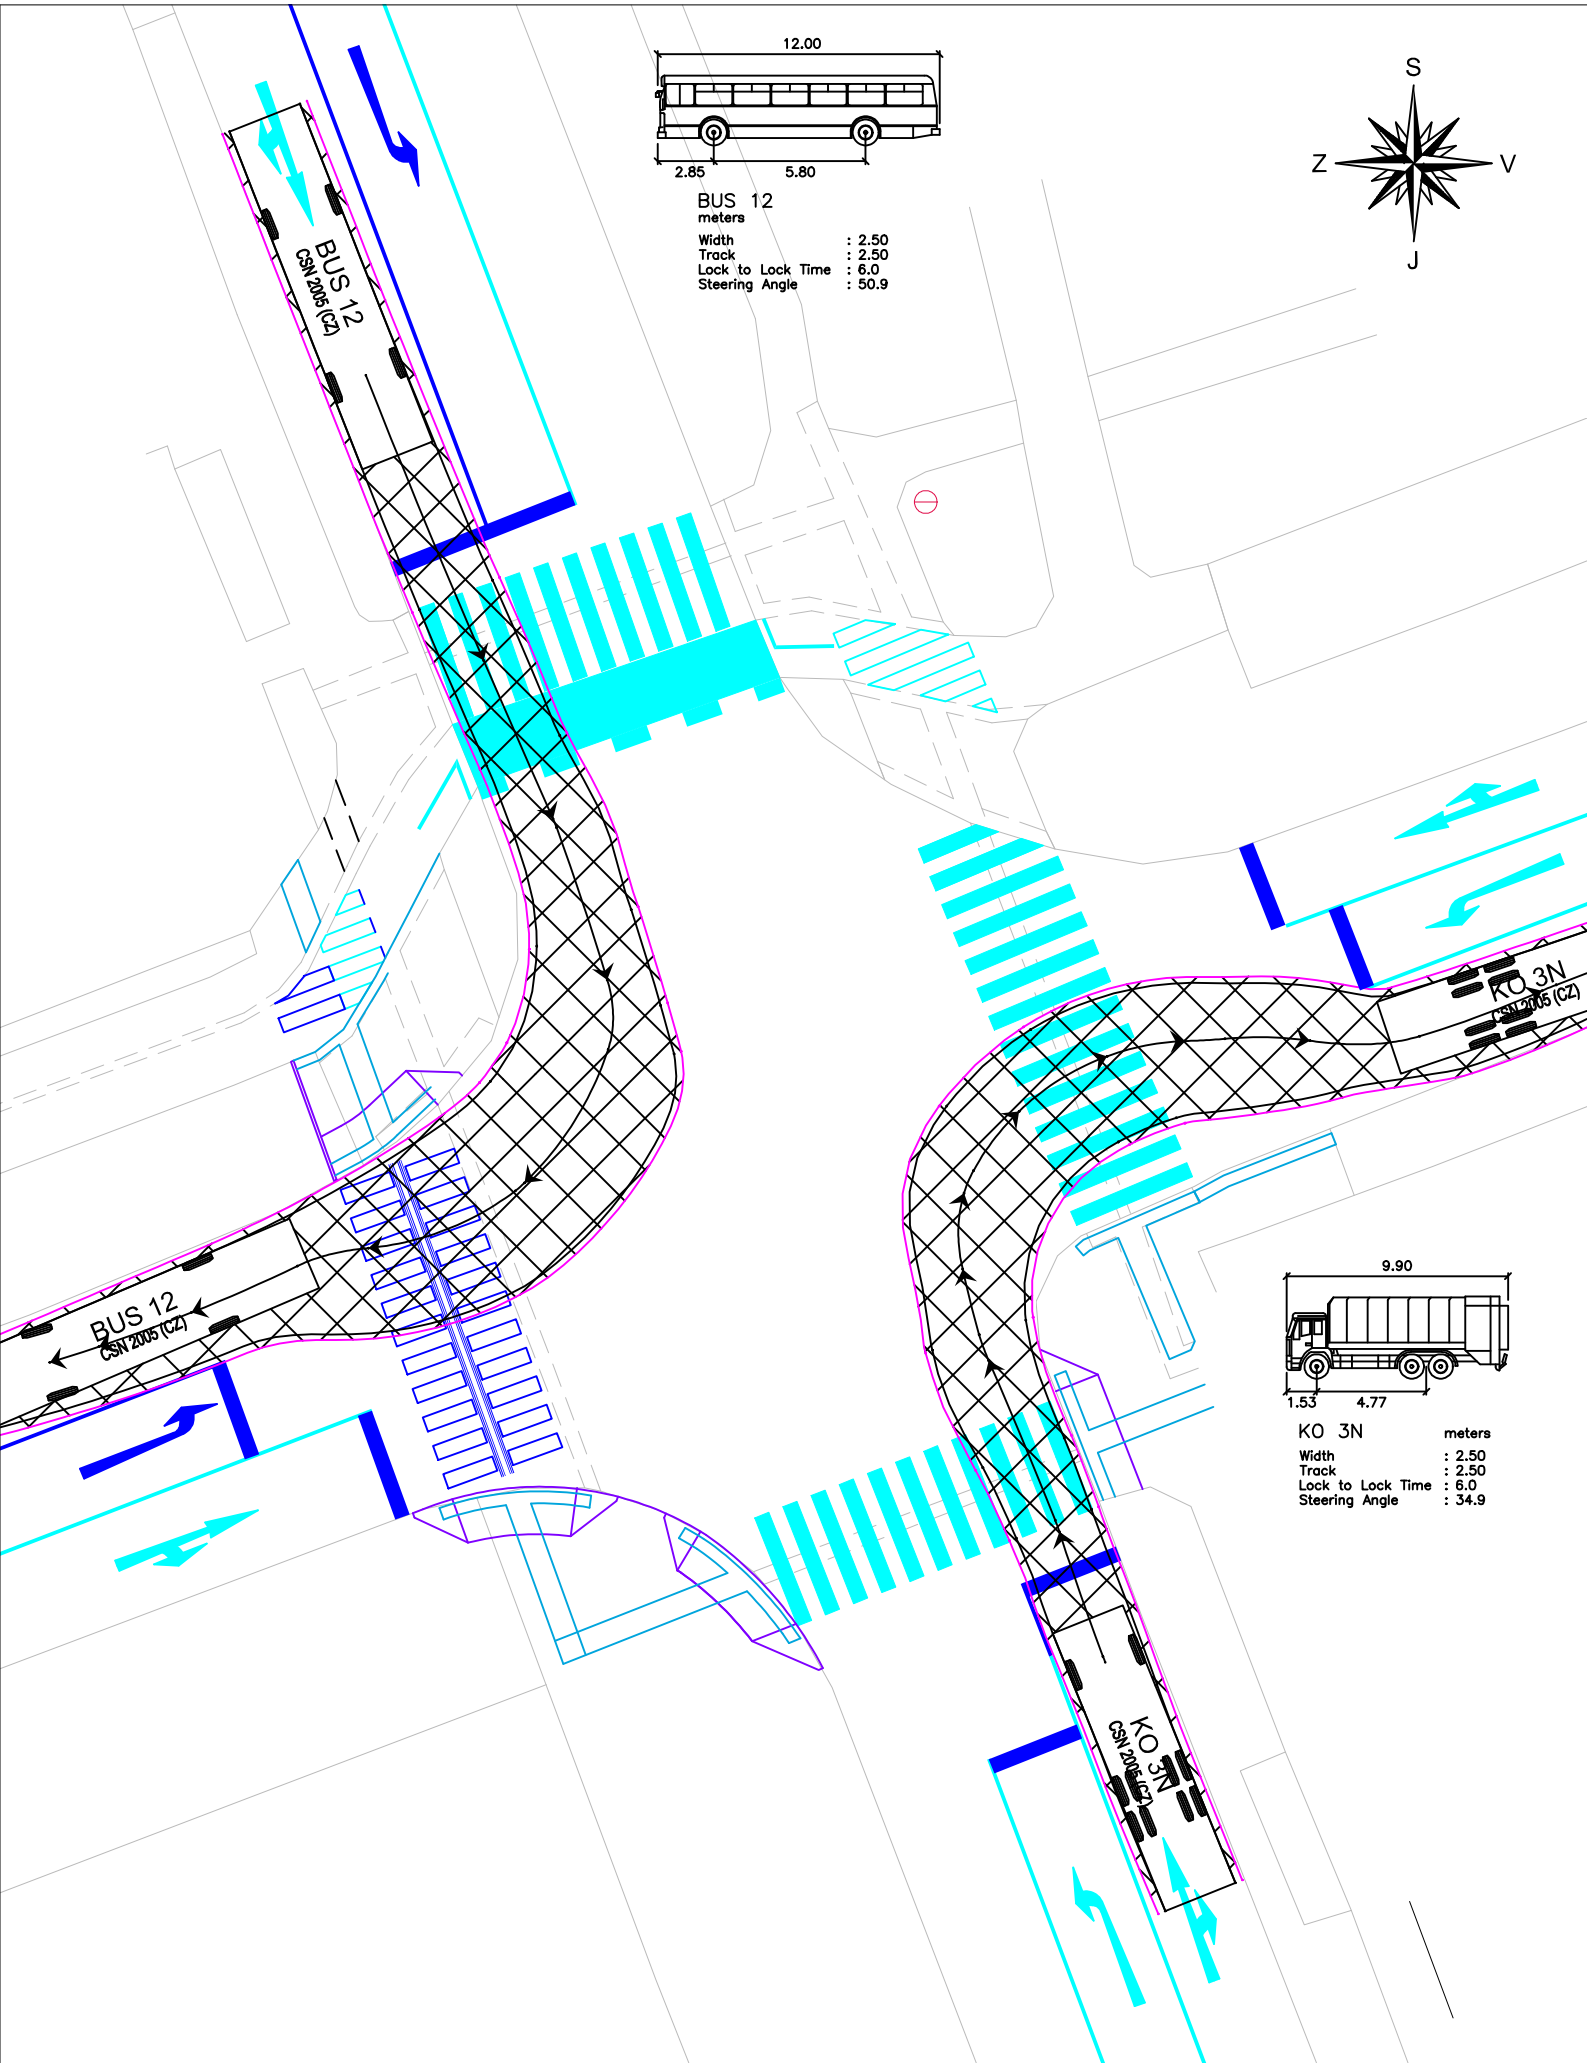 12.00
2.85 5.80
BUS 12
meters
Width : 2.50
Track : 2.50
Lock to Lock Time : 6.0
Steering Angle : 50.9
S
Z V
J
BUS 12
CSN 2005 (CZ)
KO 3N
CSN 2005 (CZ)
BUS 12
CSN 2005 (CZ)
9.90
1.53 4.77
KO 3N meters
Width : 2.50
Track : 2.50
Lock to Lock Time : 6.0
Steering Angle : 34.9
KO 3N
CSN 2005 (CZ)